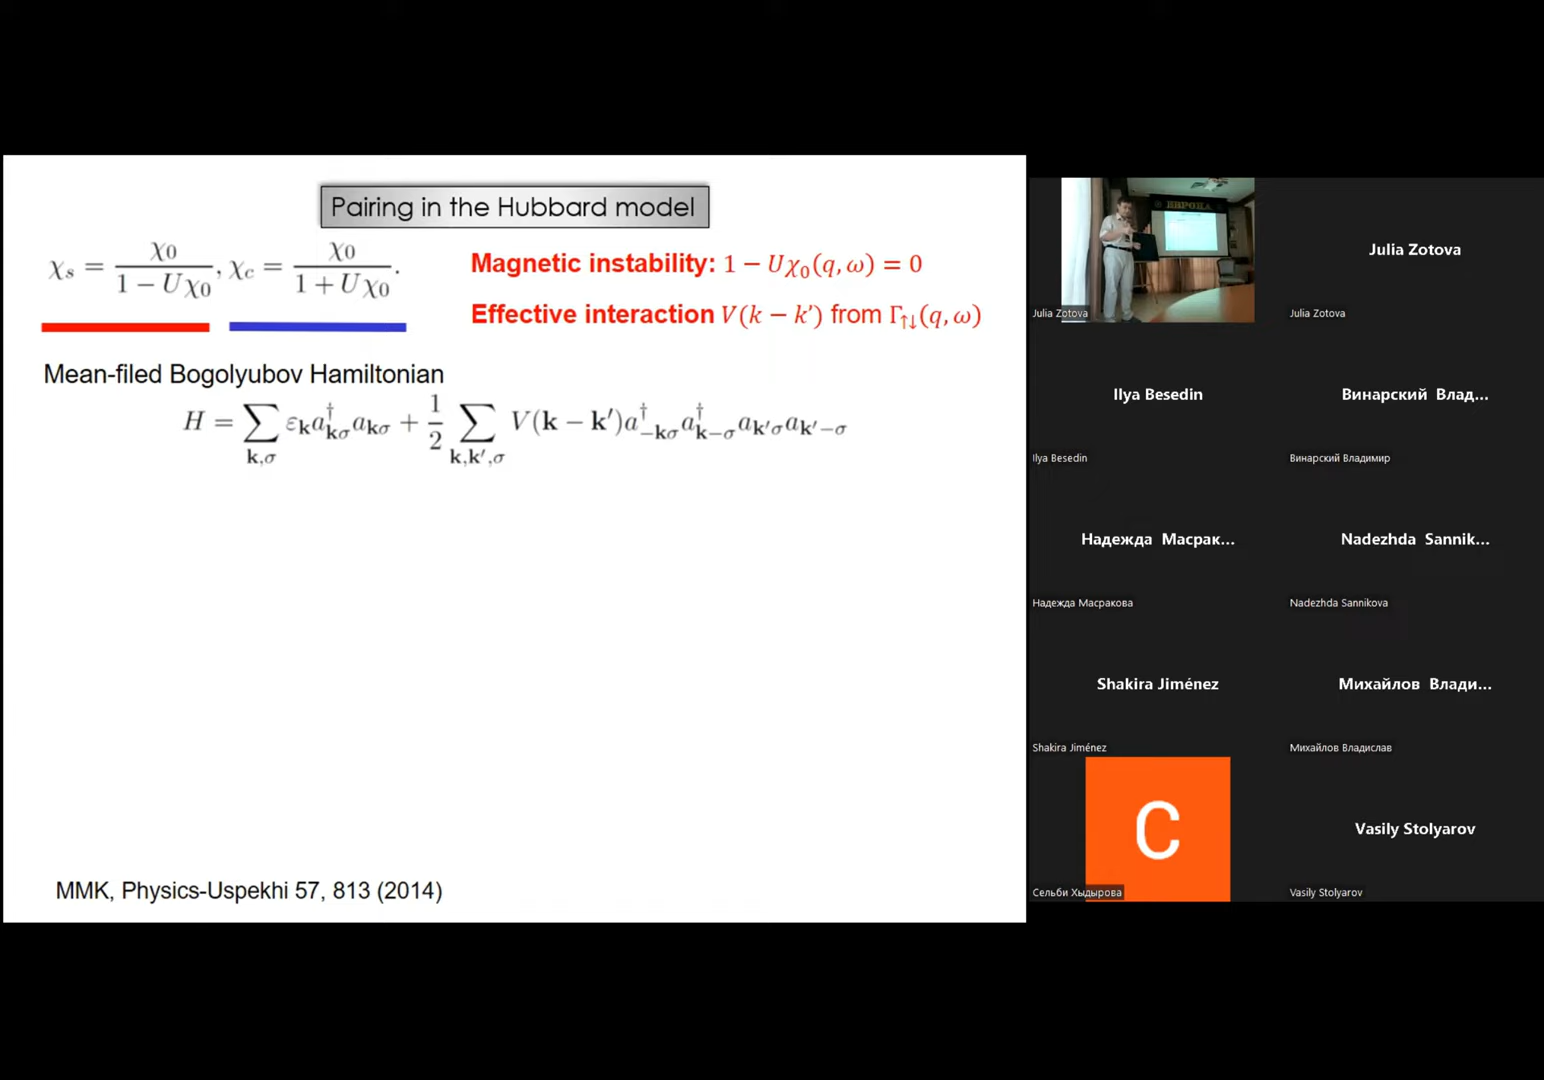 Pairing in the Hubbard model
χₛ = χ₀ / (1 − Uχ₀), χ_c = χ₀ / (1 + Uχ₀).
Magnetic instability: 1 − Uχ₀(q, ω) = 0
Effective interaction V(k − k’) from Γ↑↓(q, ω)
Mean-filed Bogolyubov Hamiltonian
H = ∑_{k,σ} ε_k a†_{kσ} a_{kσ} + 1/2 ∑_{k,k′,σ} V(k − k′) a†_{−kσ} a†_{k−σ} a_{k′σ} a_{k′−σ}
MMK, Physics-Uspekhi 57, 813 (2014)
ЕВРОПА
Julia Zotova
Julia Zotova
Julia Zotova
Ilya Besedin
Винарский Влад...
Ilya Besedin
Винарский Владимир
Надежда Масрак...
Nadezhda Sannik...
Надежда Масракова
Nadezhda Sannikova
Shakira Jiménez
Михайлов Влади...
Shakira Jiménez
Михайлов Владислав
C
Vasily Stolyarov
Сельби Хыдырова
Vasily Stolyarov